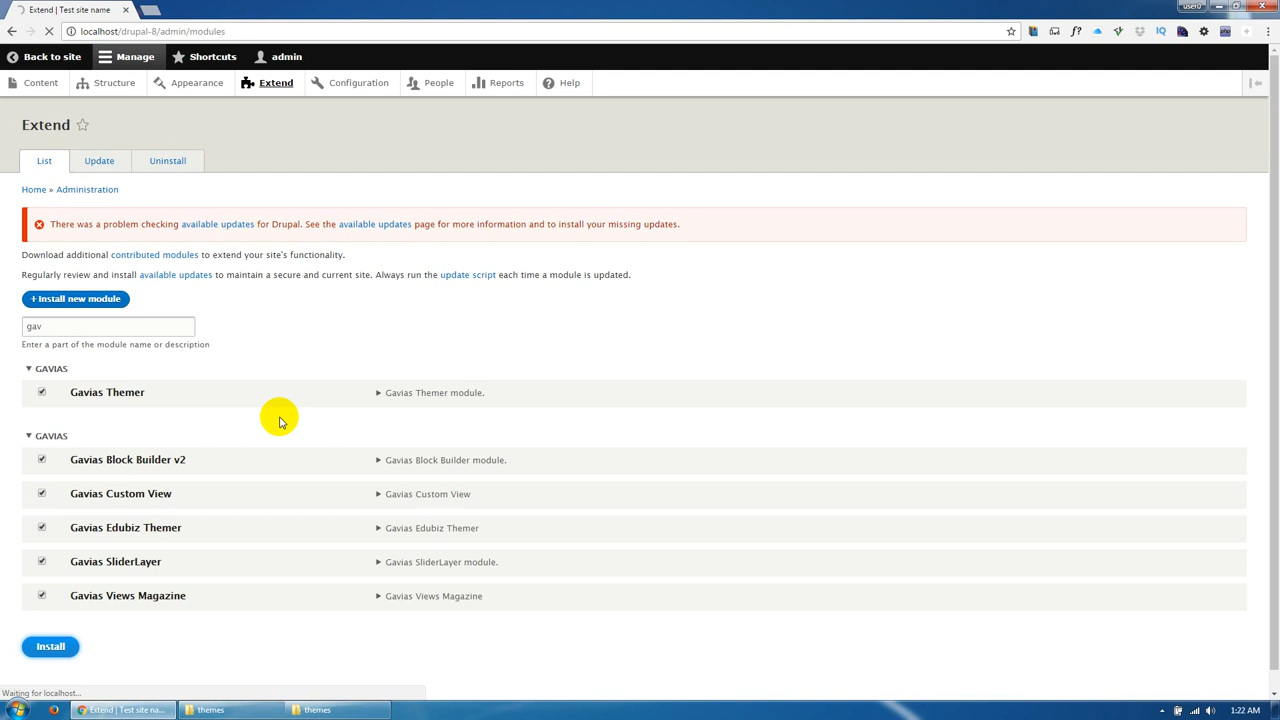 Extend | Test site name
user0
localhost/drupal-8/admin/modules
f?
IQ
Back to site Manage Shortcuts admin
Content Structure Appearance Extend Configuration People Reports Help
Extend
List Update Uninstall
Home » Administration
There was a problem checking available updates for Drupal. See the available updates page for more information and to install your missing updates.
Download additional contributed modules to extend your site's functionality.
Regularly review and install available updates to maintain a secure and current site. Always run the update script each time a module is updated.
+ Install new module
gav
Enter a part of the module name or description
GAVIAS
Gavias Themer Gavias Themer module.
GAVIAS
Gavias Block Builder v2 Gavias Block Builder module.
Gavias Custom View Gavias Custom View
Gavias Edubiz Themer Gavias Edubiz Themer
Gavias SliderLayer Gavias SliderLayer module.
Gavias Views Magazine Gavias Views Magazine
Install
Waiting for localhost...
Extend | Test site na... themes themes 1:22 AM